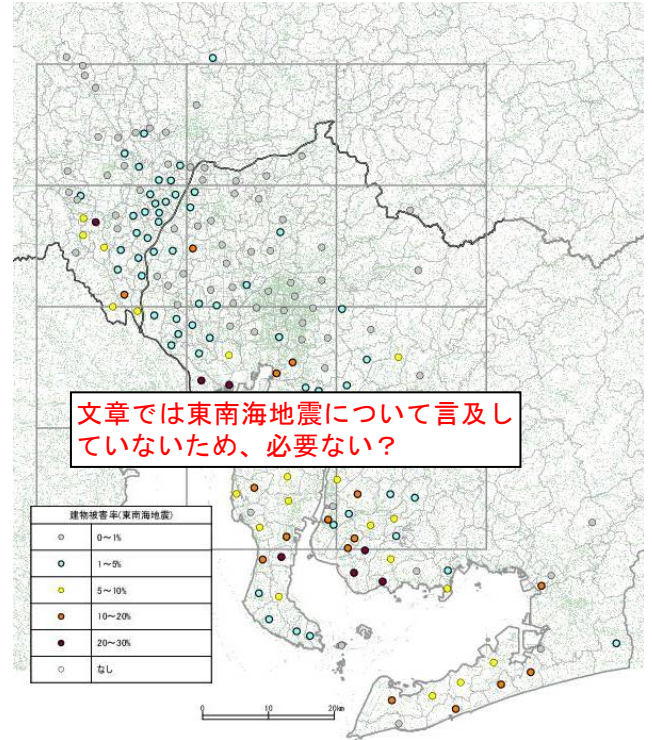 文章では東南海地震について言及し
ていないため、必要ない？
建物被害率(東南海地震)
0～1%
1～5%
5～10%
10～20%
20～30%
なし
0 10 20km